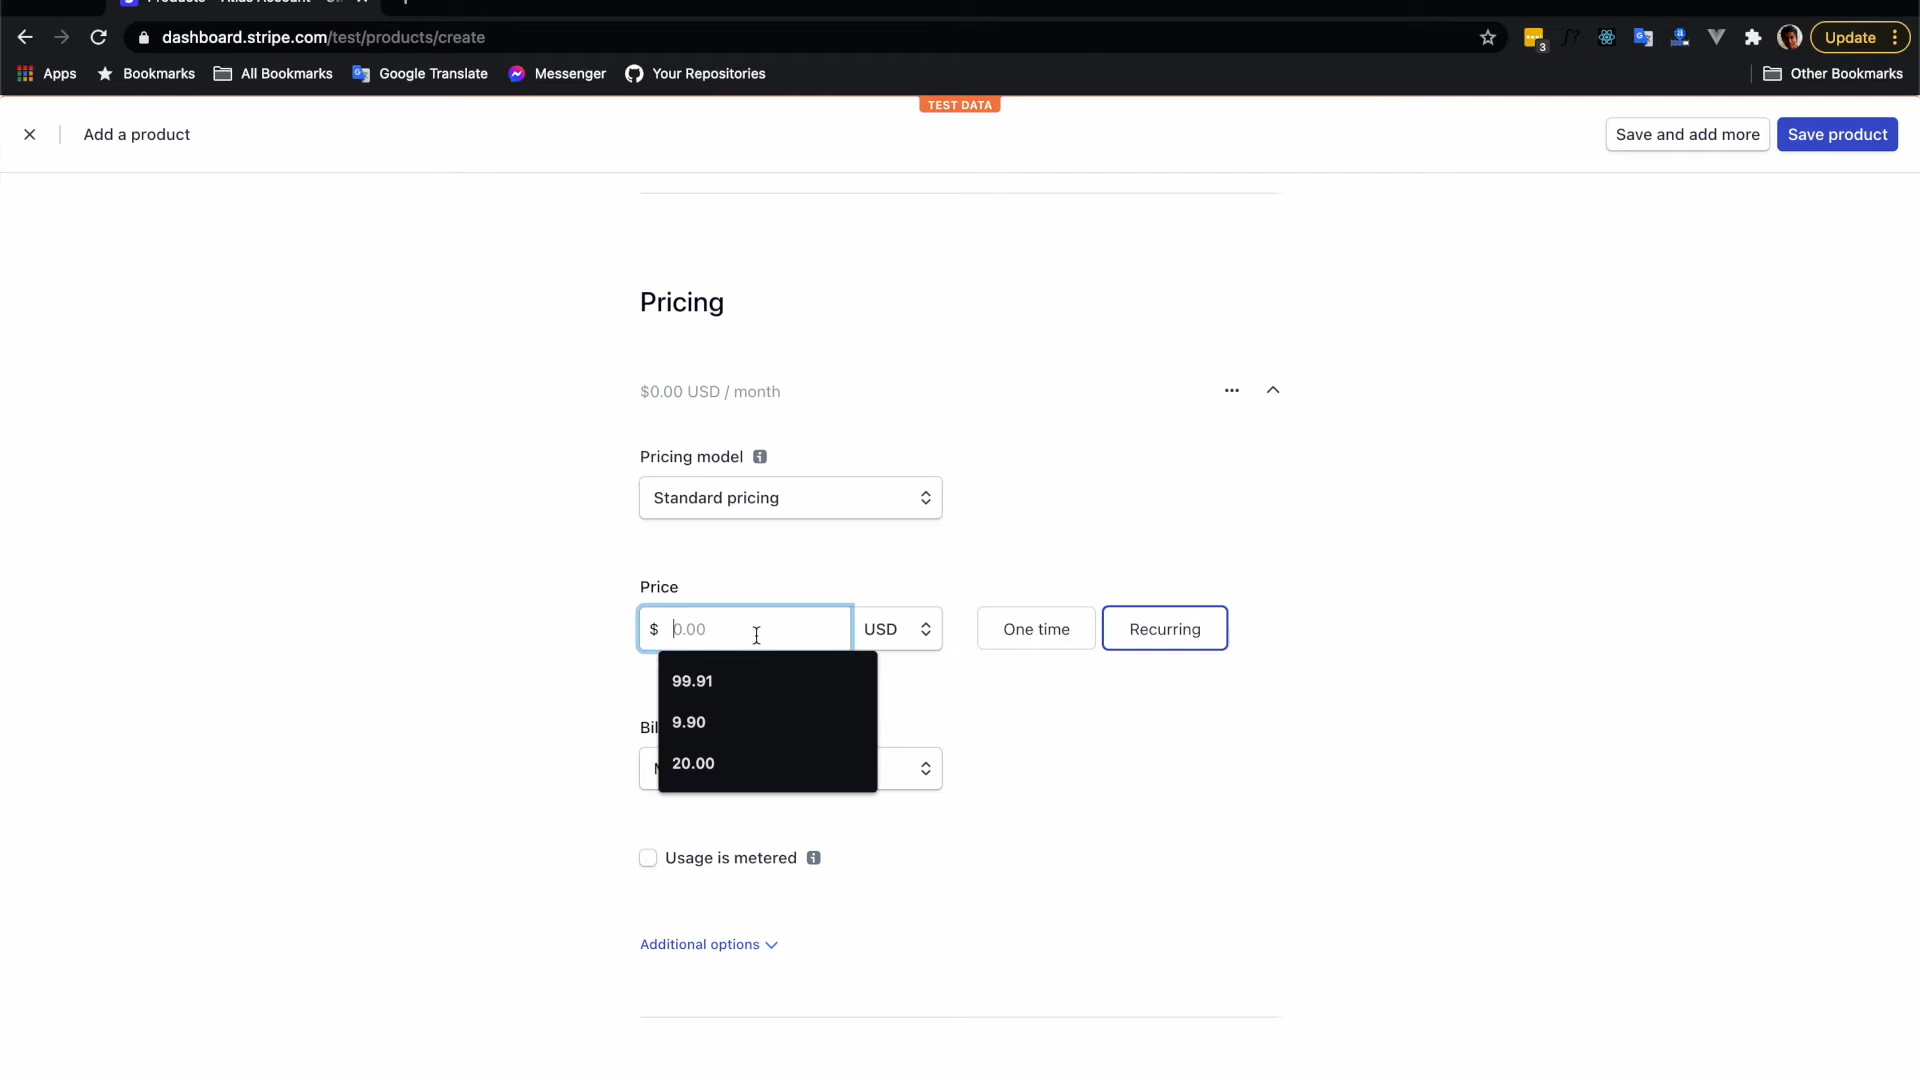 dashboard.stripe.com/test/products/create
3
Update
Apps
Bookmarks
All Bookmarks
Google Translate
Messenger
Your Repositories
Other Bookmarks
TEST DATA
Add a product
Save and add more
Save product
Pricing
$0.00 USD / month
Pricing model
Standard pricing
Price
$ 0.00
USD
One time
Recurring
99.91
9.90
20.00
Bil
Usage is metered
Additional options